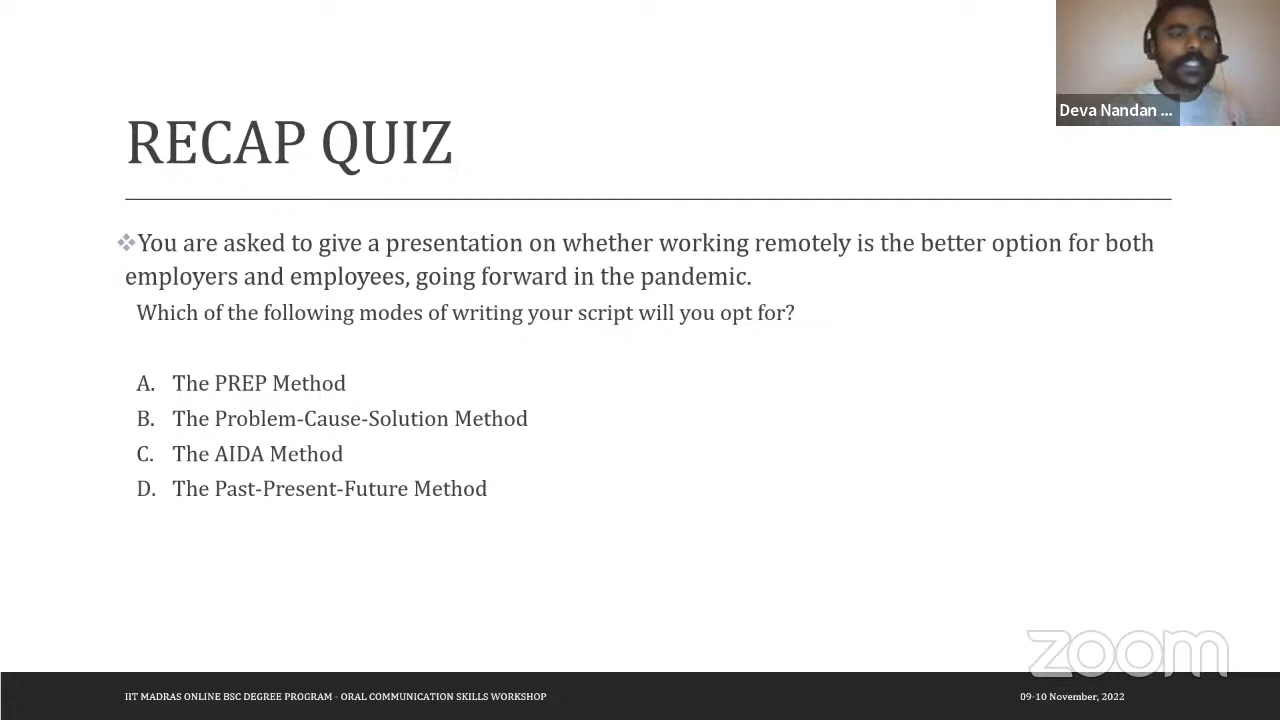 Deva Nandan ...
RECAP QUIZ
❖You are asked to give a presentation on whether working remotely is the better option for both
employers and employees, going forward in the pandemic.
Which of the following modes of writing your script will you opt for?
A. The PREP Method
B. The Problem-Cause-Solution Method
C. The AIDA Method
D. The Past-Present-Future Method
zoom
IIT MADRAS ONLINE BSC DEGREE PROGRAM - ORAL COMMUNICATION SKILLS WORKSHOP
09-10 November, 2022